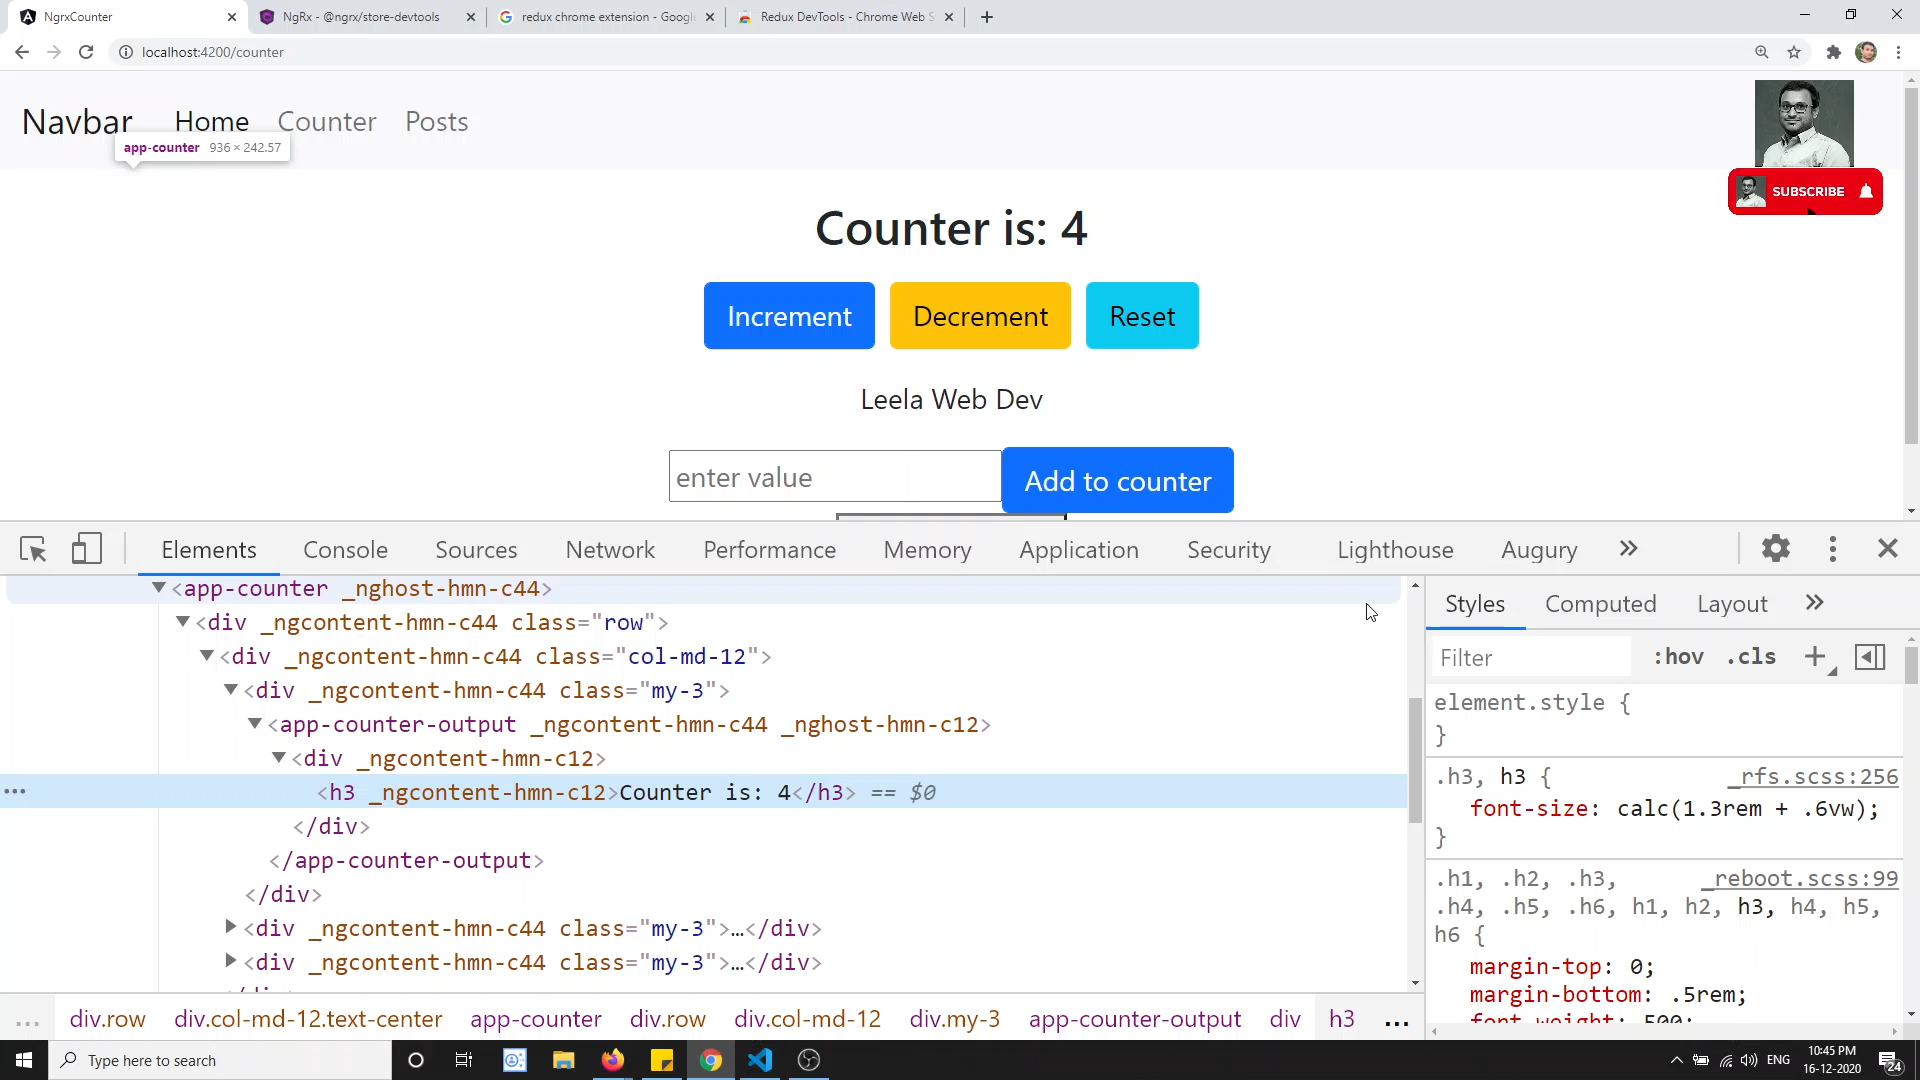 NgrxCounter
NgRx - @ngrx/store-devtools
redux chrome extension - Google
Redux DevTools - Chrome Web S
localhost:4200/counter
Navbar Home Counter Posts
app-counter 936 × 242.57
SUBSCRIBE
Counter is: 4
Increment Decrement Reset
Leela Web Dev
enter value Add to counter
Elements Console Sources Network Performance Memory Application Security Lighthouse Augury »
<app-counter _nghost-hmn-c44>
<div _ngcontent-hmn-c44 class="row">
<div _ngcontent-hmn-c44 class="col-md-12">
<div _ngcontent-hmn-c44 class="my-3">
<app-counter-output _ngcontent-hmn-c44 _nghost-hmn-c12>
<div _ngcontent-hmn-c12>
<h3 _ngcontent-hmn-c12>Counter is: 4</h3> == $0
</div>
</app-counter-output>
</div>
<div _ngcontent-hmn-c44 class="my-3">…</div>
<div _ngcontent-hmn-c44 class="my-3">…</div>
... div.row div.col-md-12.text-center app-counter div.row div.col-md-12 div.my-3 app-counter-output div h3 ...
Styles Computed Layout »
Filter :hov .cls +
element.style {
}
.h3, h3 { _rfs.scss:256
font-size: calc(1.3rem + .6vw);
}
.h1, .h2, .h3, _reboot.scss:99
.h4, .h5, .h6, h1, h2, h3, h4, h5,
h6 {
margin-top: 0;
margin-bottom: .5rem;
font-weight: 500;
Type here to search
ENG
10:45 PM
16-12-2020
24